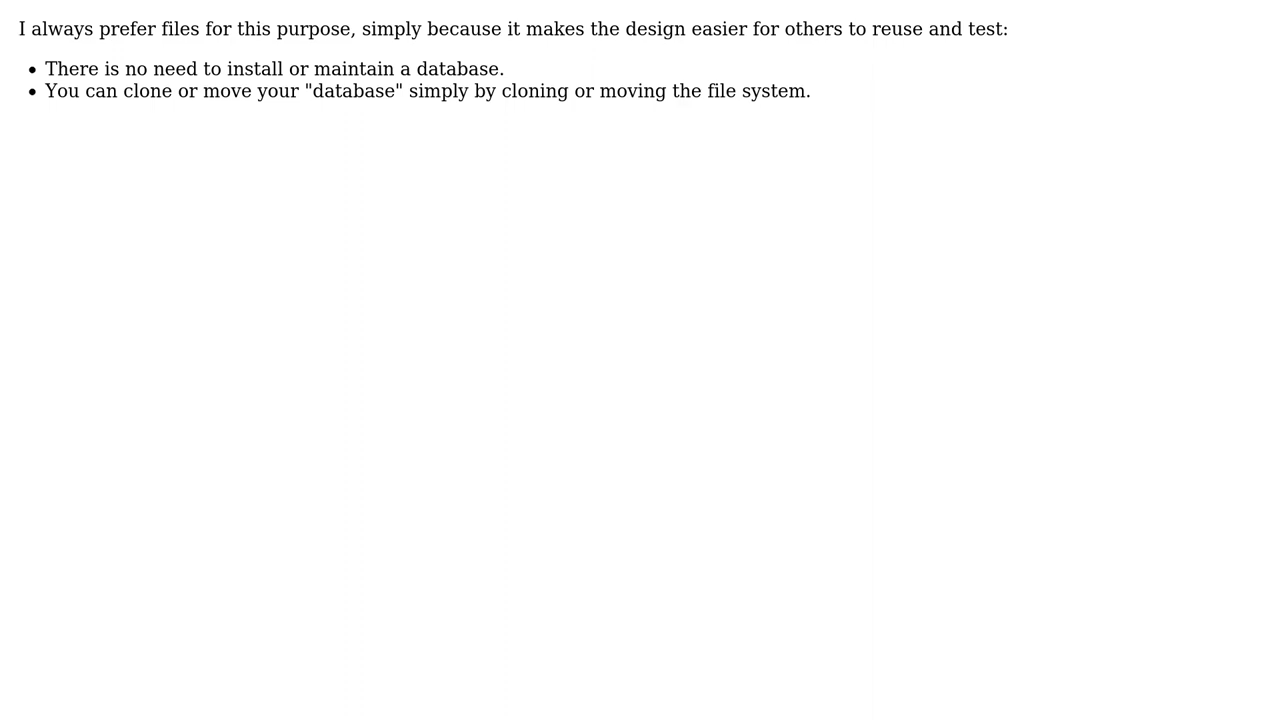 I always prefer files for this purpose, simply because it makes the design easier for others to reuse and test:
• There is no need to install or maintain a database.
• You can clone or move your "database" simply by cloning or moving the file system.